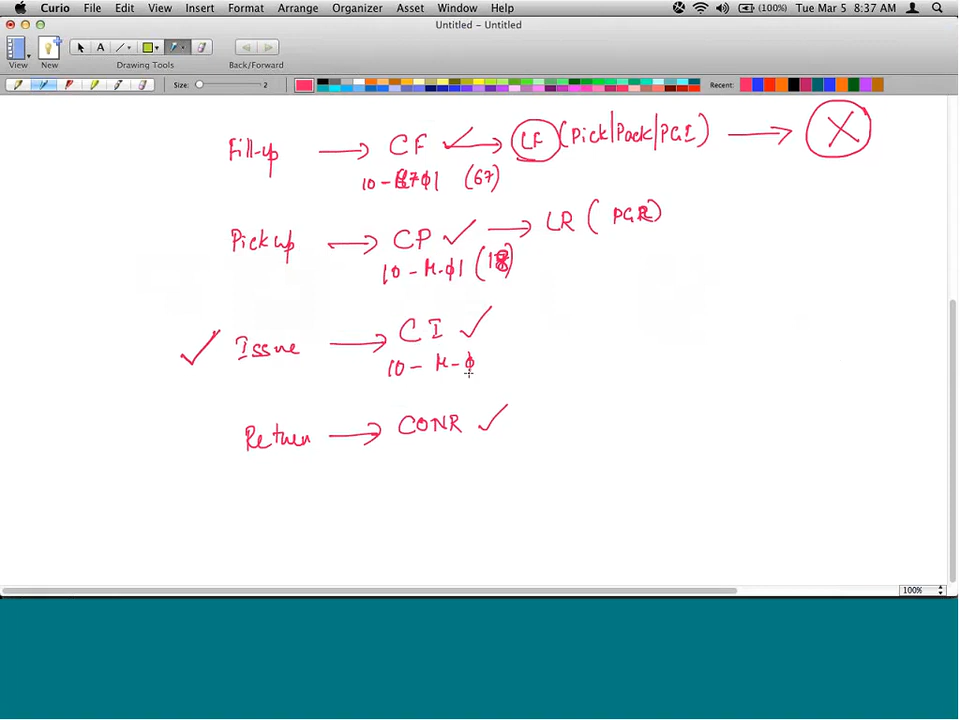 Curio File Edit View Insert Format Arrange Organizer Asset Window Help (100%) Tue Mar 5 8:37 AM
Untitled - Untitled
A
View New Drawing Tools Back/Forward
Size: 2 Recent:
Fill-up → CF ✓ → LF (Pick/Pack/PGI) → X
(67)
Pickup → CP ✓ → LR (PGR)
10-M-φ1
✓ Issue → CI ✓
10-M-φ
Return → CONR ✓
100%